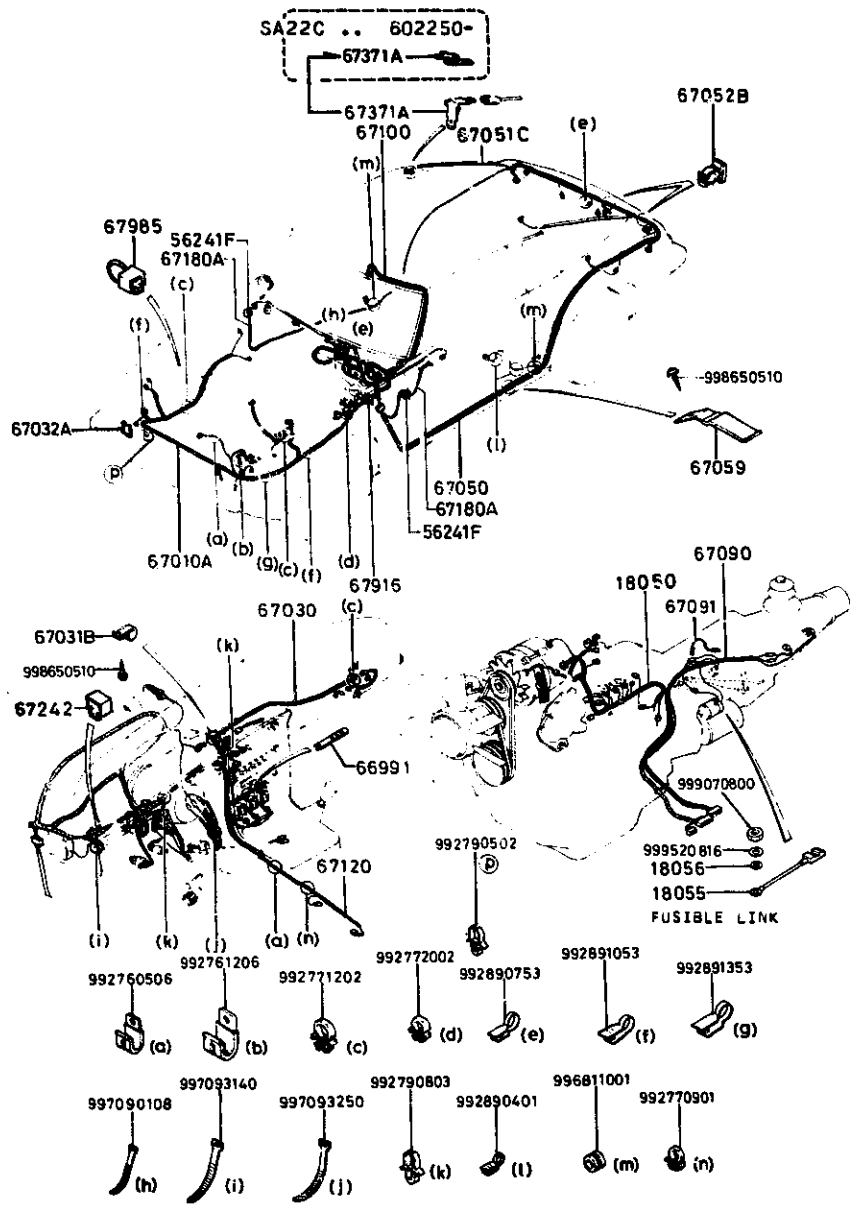 SA22C .. 602250-
67371A
67371A
67100
67051C
(e)
67052B
(m)
67985
56241F
67180A
(c)
(f)
(h)
(e)
(m)
998650510
67032A
(l)
67059
(P)
67050
67180A
56241F
(a)
(b)
67010A
(g)
(c)
(f)
(d)
67915
67090
18050
67091
67030
(c)
67031B
(k)
998650510
67242
66991
999070800
992790502
(P)
999520816
18056
67120
18055
FUSIBLE LINK
(i)
(k)
(j)
(a)
(n)
992760506
992761206
992771202
992772002
992890753
992891053
992891353
(a)
(b)
(c)
(d)
(e)
(f)
(g)
997090108
997093140
997093250
992790803
992890401
996811001
992770901
(h)
(i)
(j)
(k)
(l)
(m)
(n)